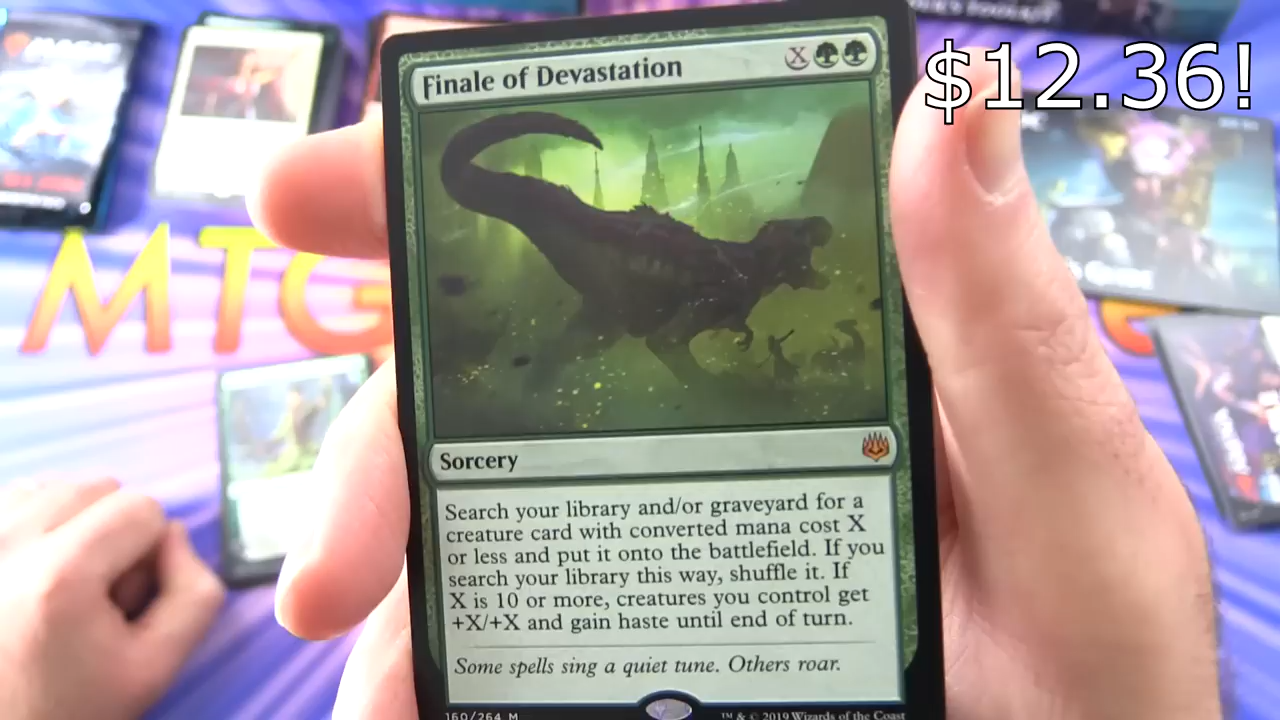 $12.36!
Finale of Devastation
X
MTG
Sorcery
Search your library and/or graveyard for a
creature card with converted mana cost X
or less and put it onto the battlefield. If you
search your library this way, shuffle it. If
X is 10 or more, creatures you control get
+X/+X and gain haste until end of turn.
Some spells sing a quiet tune. Others roar.
160/264 M
™ & © 2019 Wizards of the Coast
MAGIC